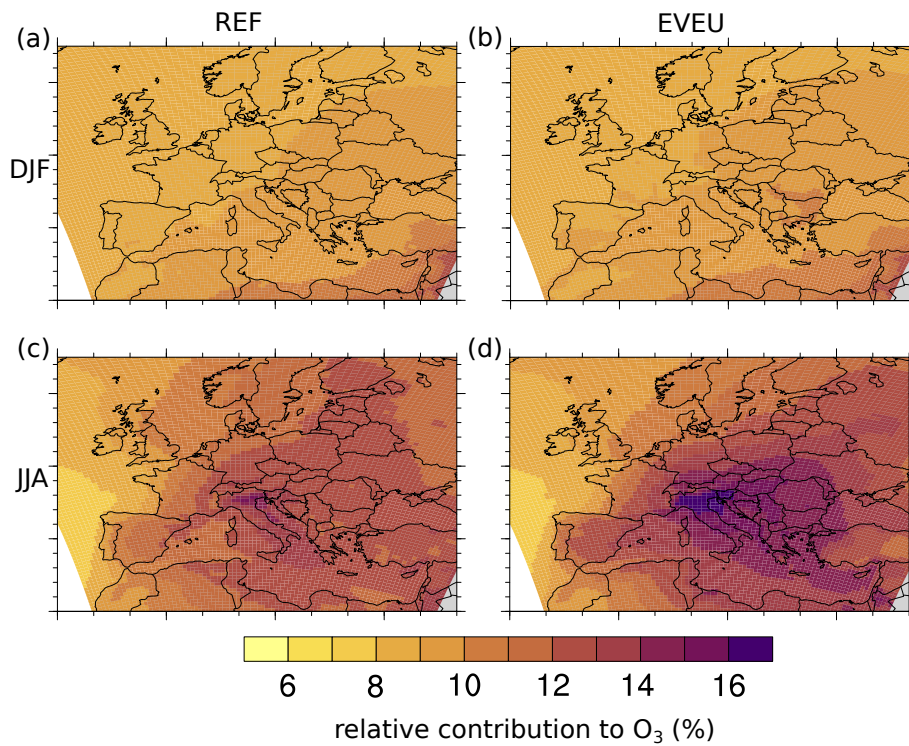 REF EVEU
(a) (b)
DJF
(c) (d)
JJA
6 8 10 12 14 16
relative contribution to O₃ (%)